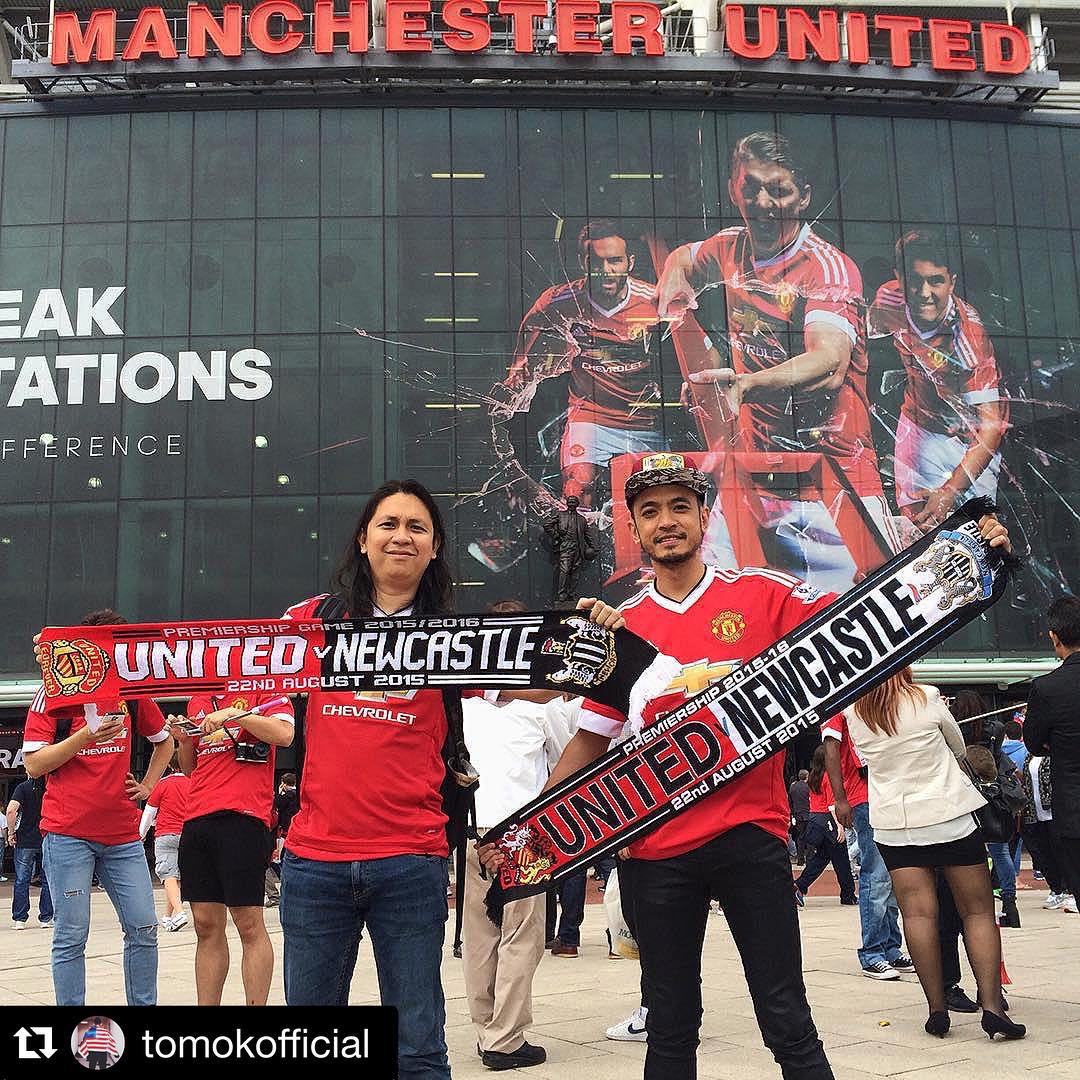 MANCHESTER UNITED
EAK
TATIONS
FFERENCE
CHEVROLET
CHEVROLET
PREMIERSHIP GAME 2015/2016
UNITED v NEWCASTLE
22ND AUGUST 2015
PREMIERSHIP 2015-16
UNITED v NEWCASTLE
22nd AUGUST 2015
CHEVROLET
tomokofficial